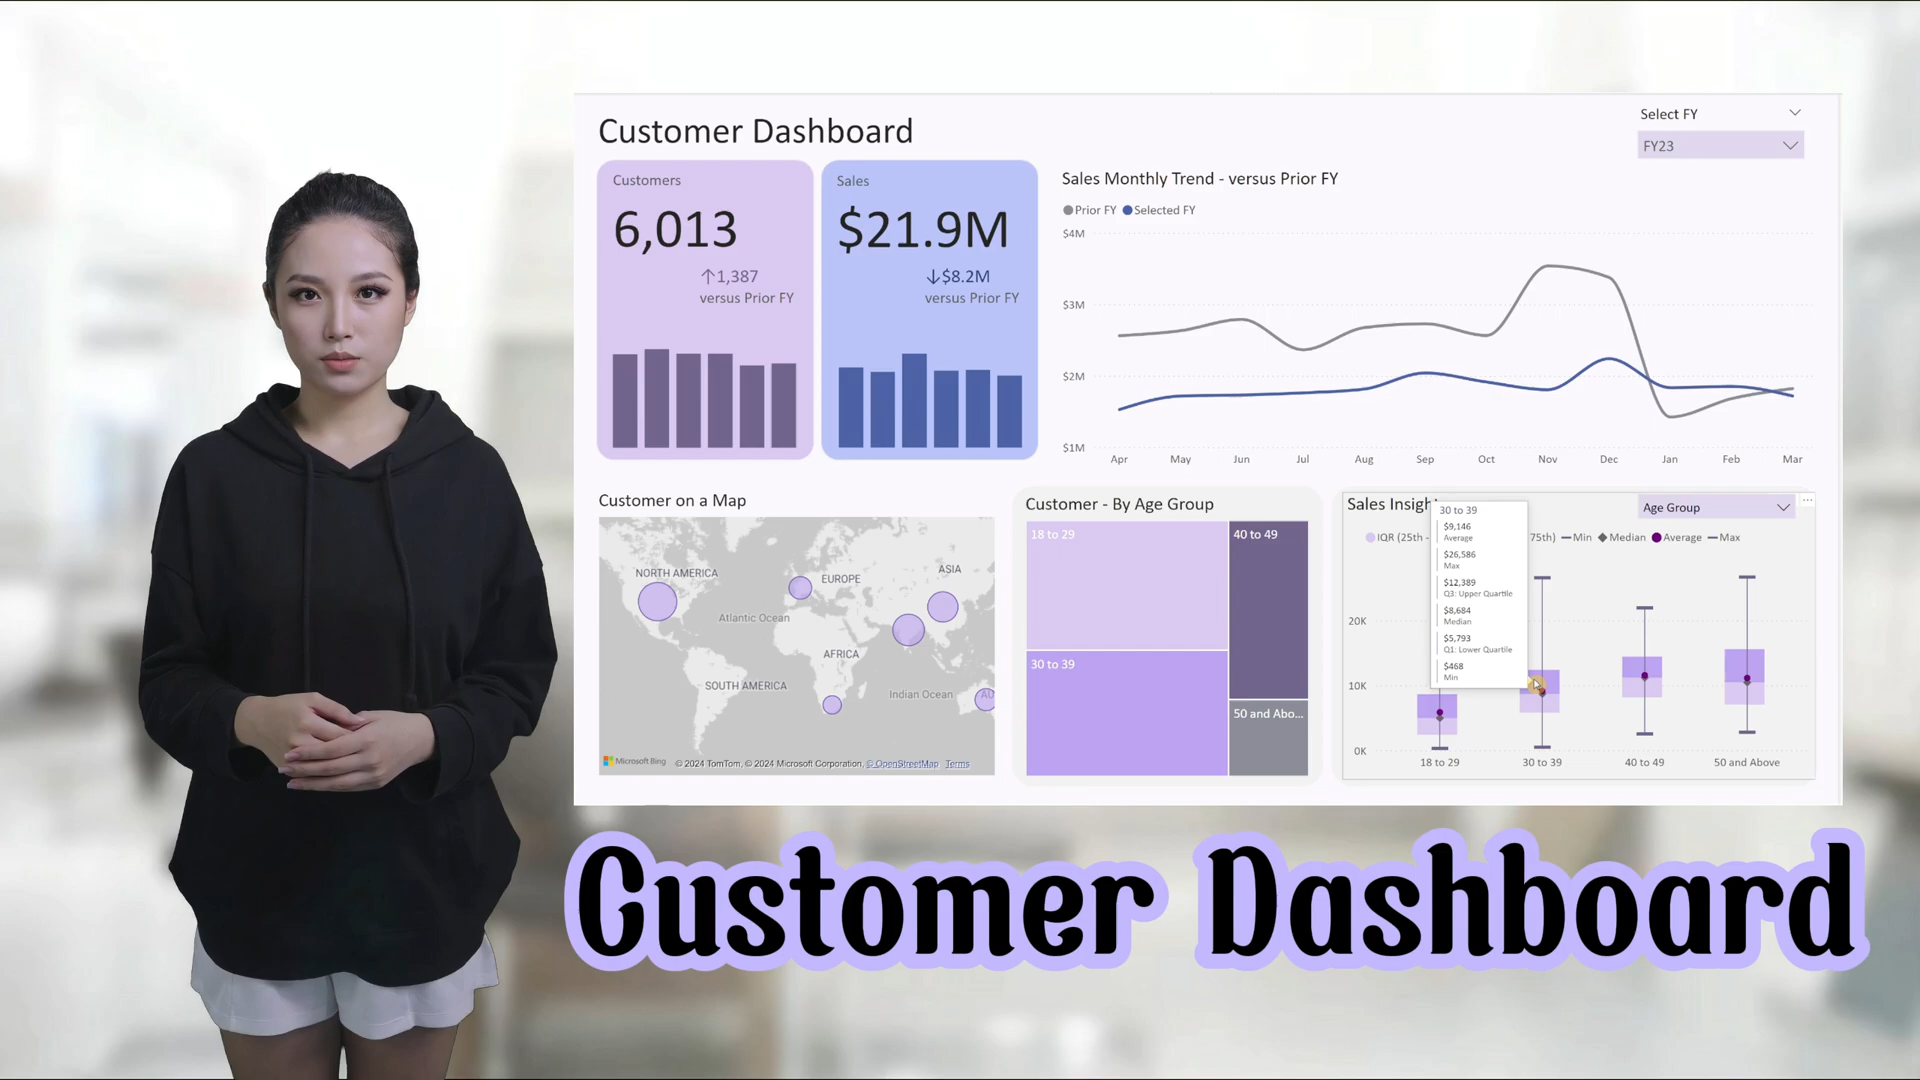 Customer Dashboard
Select FY
FY23
Customers
6,013
↑1,387
versus Prior FY
Sales
$21.9M
↓$8.2M
versus Prior FY
Sales Monthly Trend - versus Prior FY
Prior FY Selected FY
$4M
$3M
$2M
$1M
Apr May Jun Jul Aug Sep Oct Nov Dec Jan Feb Mar
Customer on a Map
NORTH AMERICA
EUROPE
ASIA
Atlantic Ocean
AFRICA
SOUTH AMERICA
Indian Ocean
AU
Microsoft Bing © 2024 TomTom, © 2024 Microsoft Corporation, © OpenStreetMap Terms
Customer - By Age Group
18 to 29
40 to 49
30 to 39
50 and Abo...
Sales Insigh
Age Group
IQR (25th - 75th) Min Median Average Max
30 to 39
$9,146
Average
$26,586
Max
$12,389
Q3: Upper Quartile
$8,684
Median
$5,793
Q1: Lower Quartile
$468
Min
20K
10K
0K
18 to 29 30 to 39 40 to 49 50 and Above
Customer Dashboard